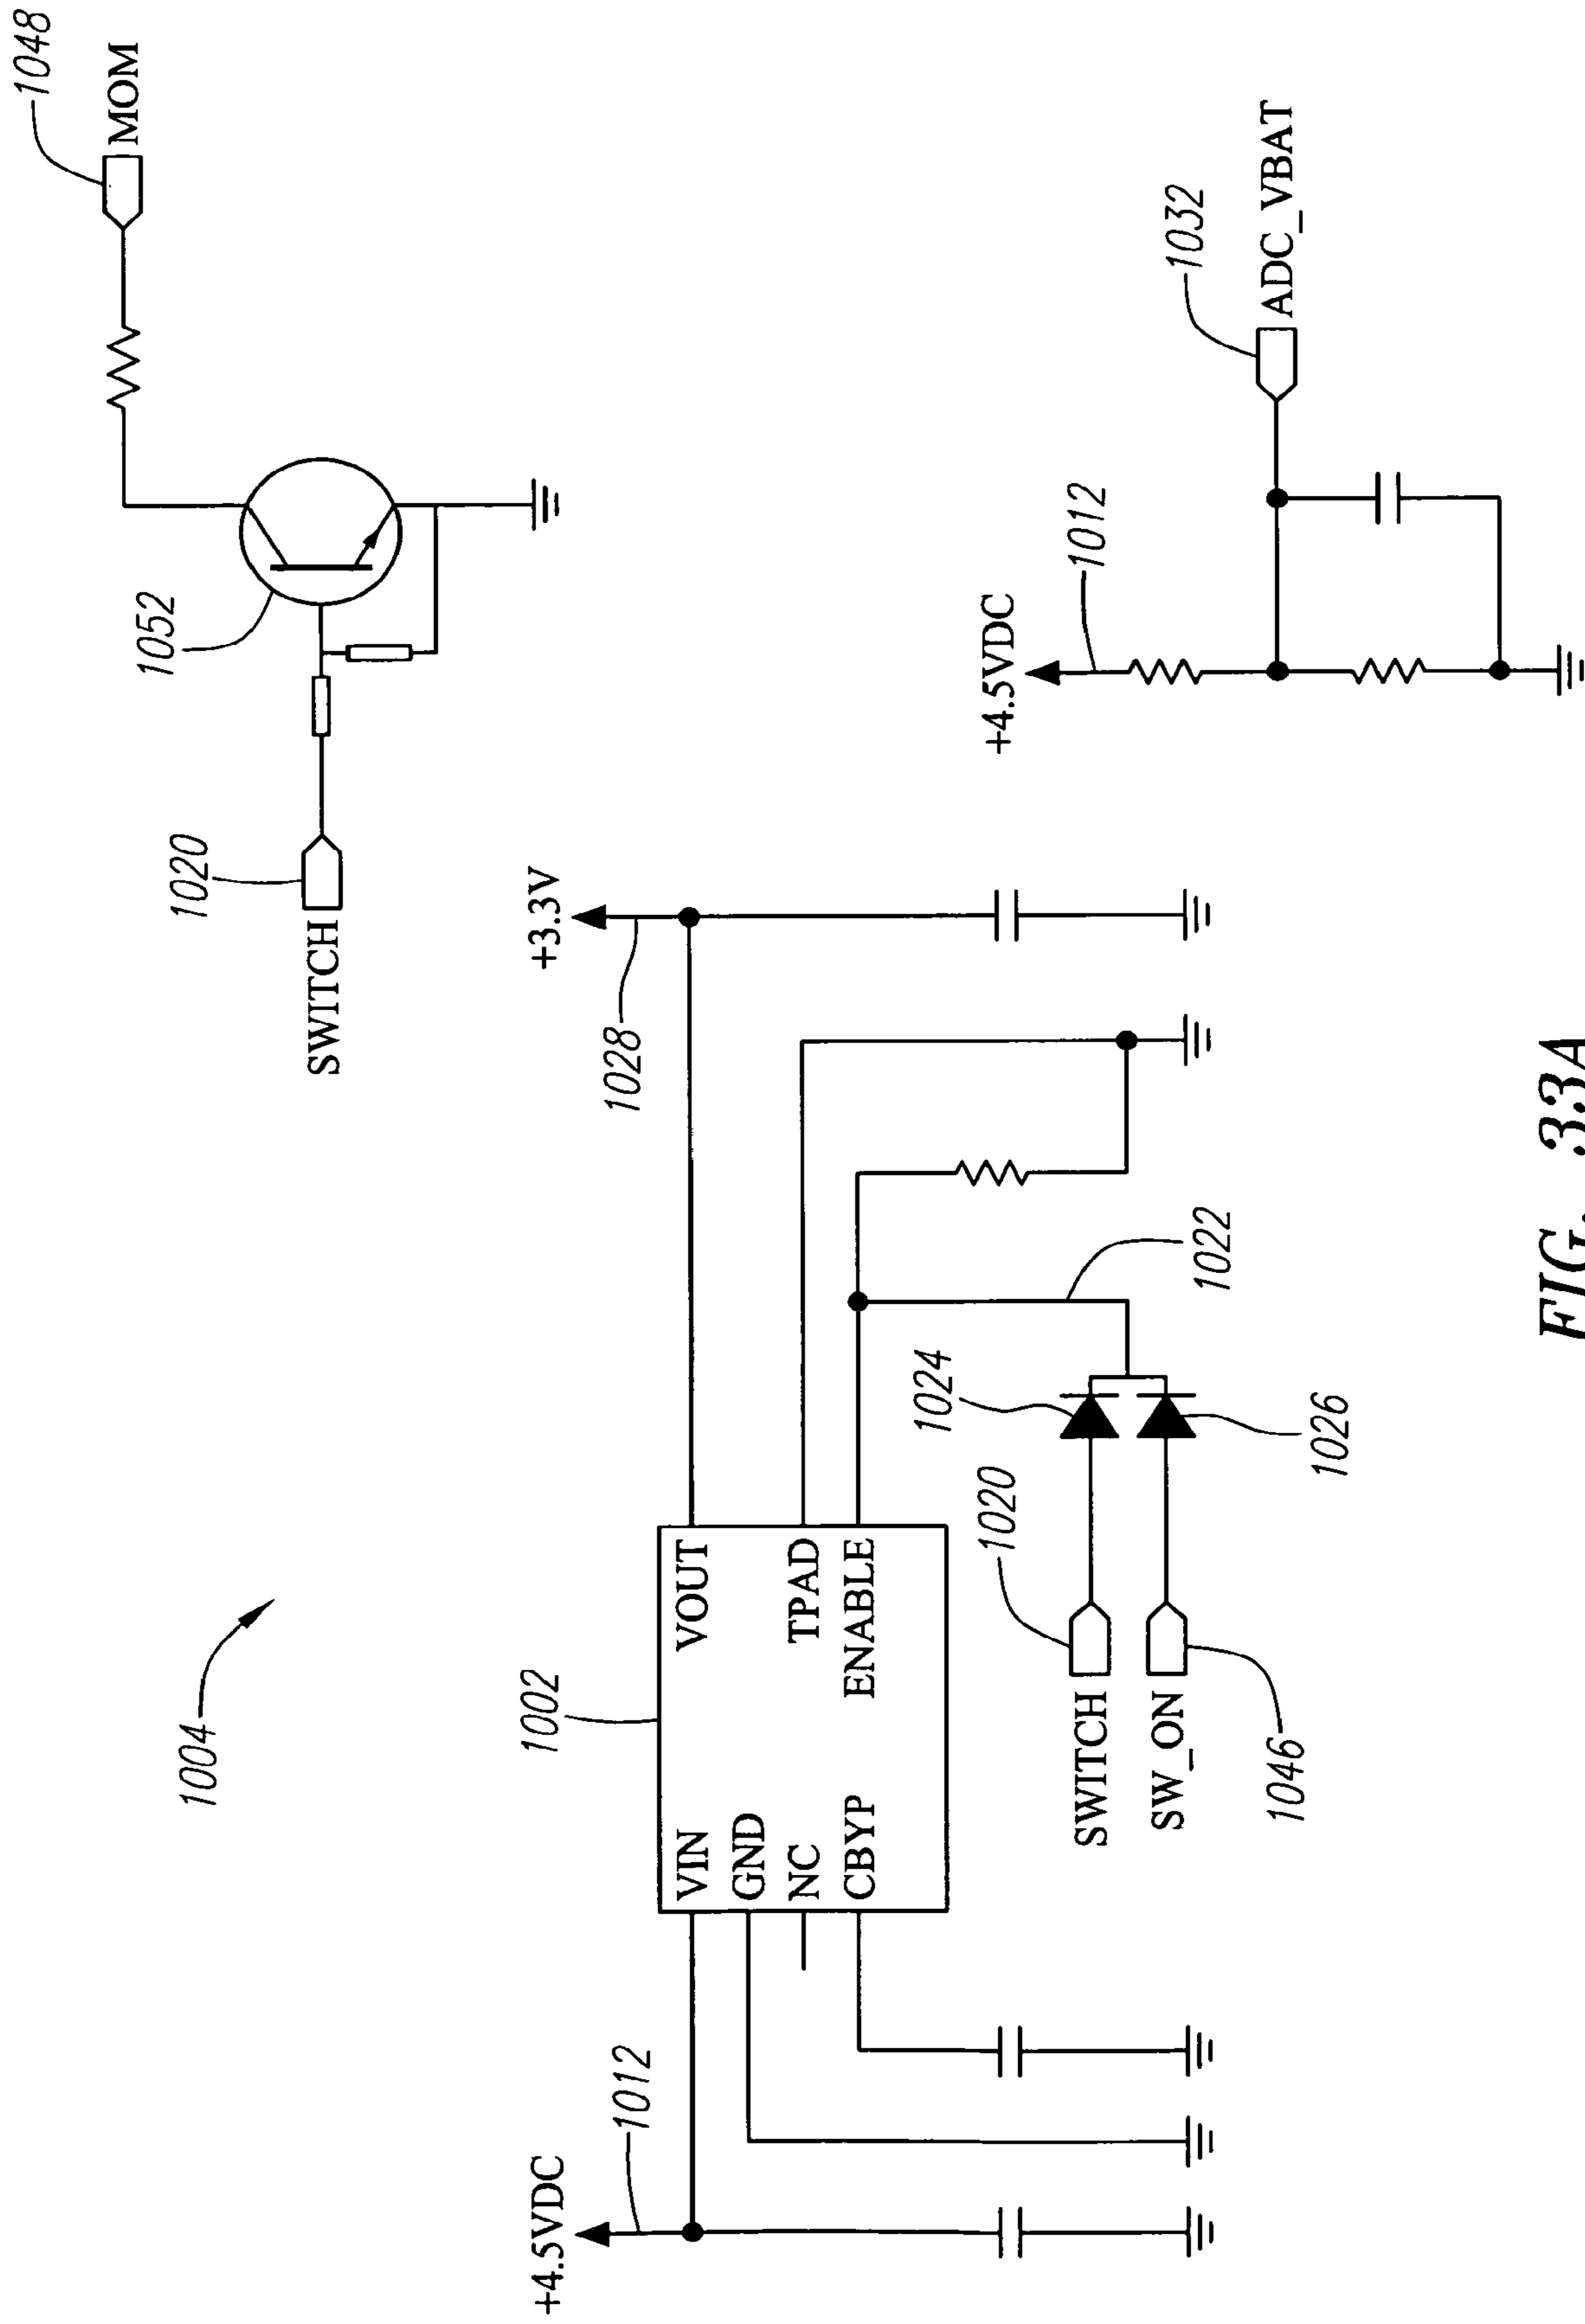 1004
1048
MOM
1052
1020
SWITCH
+4.5VDC
1012
1002
VIN
GND
NC
CBYP
VOUT
TPAD
ENABLE
+3.3V
1028
1022
1024
1026
1020
SWITCH
SW_ON
1046
+4.5VDC
1012
1032
ADC_VBAT
FIG. 33A